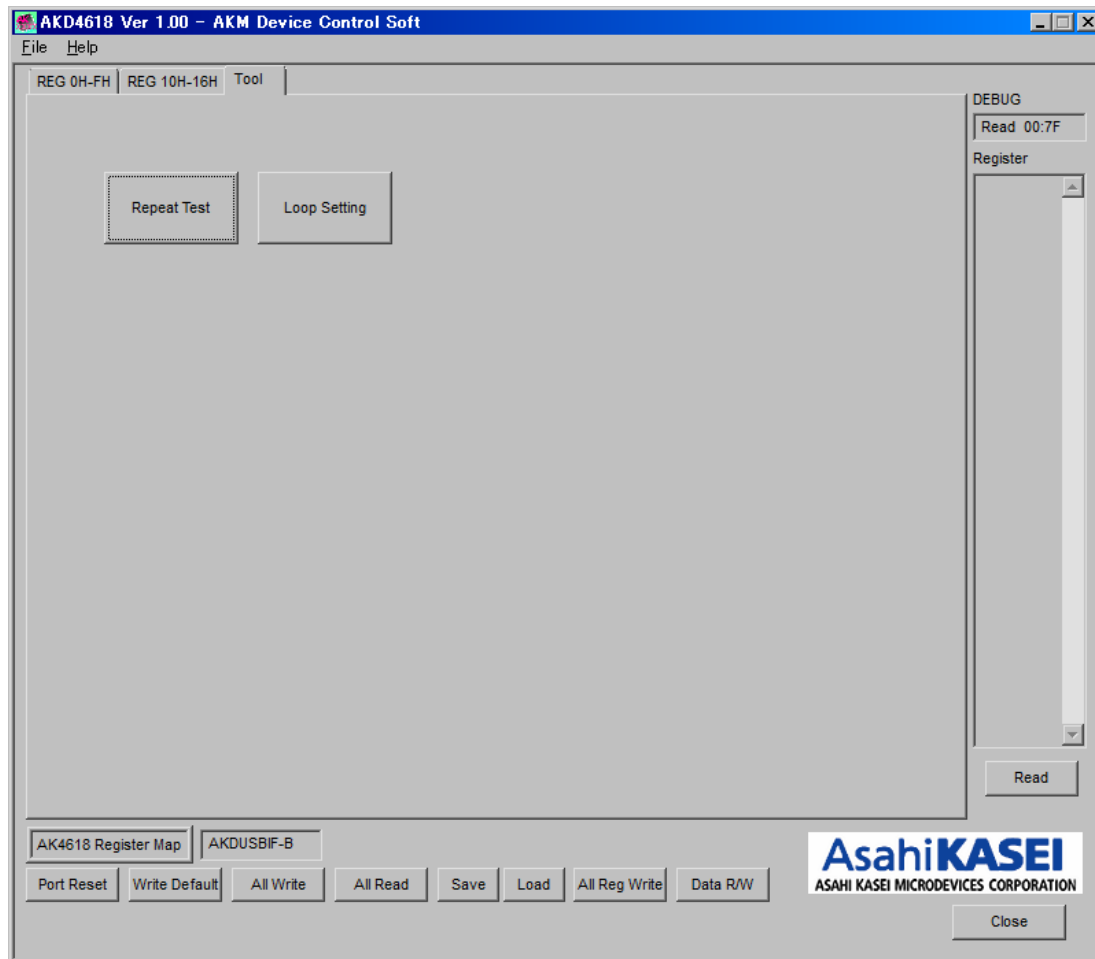 AKD4618 Ver 1.00 - AKM Device Control Soft
File Help
REG 0H-FH REG 10H-16H Tool
DEBUG
Read 00:7F
Register
Repeat Test Loop Setting
Read
AK4618 Register Map AKDUSBIF-B
AsahiKASEI
ASAHI KASEI MICRODEVICES CORPORATION
Port Reset Write Default All Write All Read Save Load All Reg Write Data R/W
Close